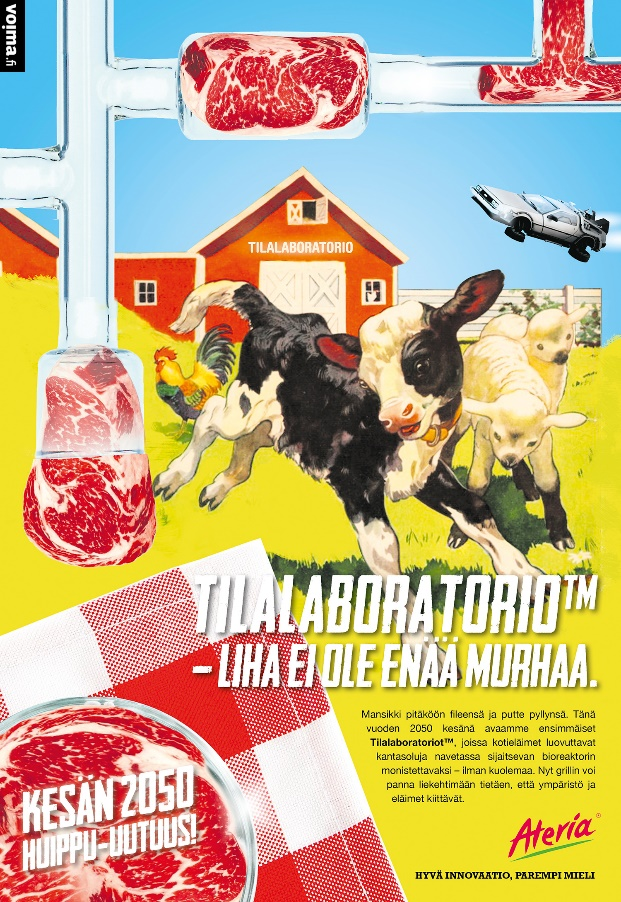 voima.fi
TILALABORATORIO
TILALABORATORIO™
– LIHA EI OLE ENÄÄ MURHAA.
Mansikki pitäköön fileensä ja putte pyllynsä. Tänä
vuoden 2050 kesänä avaamme ensimmäiset
Tilalaboratoriot™, joissa kotieläimet luovuttavat
kantasoluja navetassa sijaitsevan bioreaktorin
monistettavaksi – ilman kuolemaa. Nyt grillin voi
panna liekehtimään tietäen, että ympäristö ja
eläimet kiittävät.
KESÄN 2050
HUIPPU-UUTUUS!
Ateria®
HYVÄ INNOVAATIO, PAREMPI MIELI